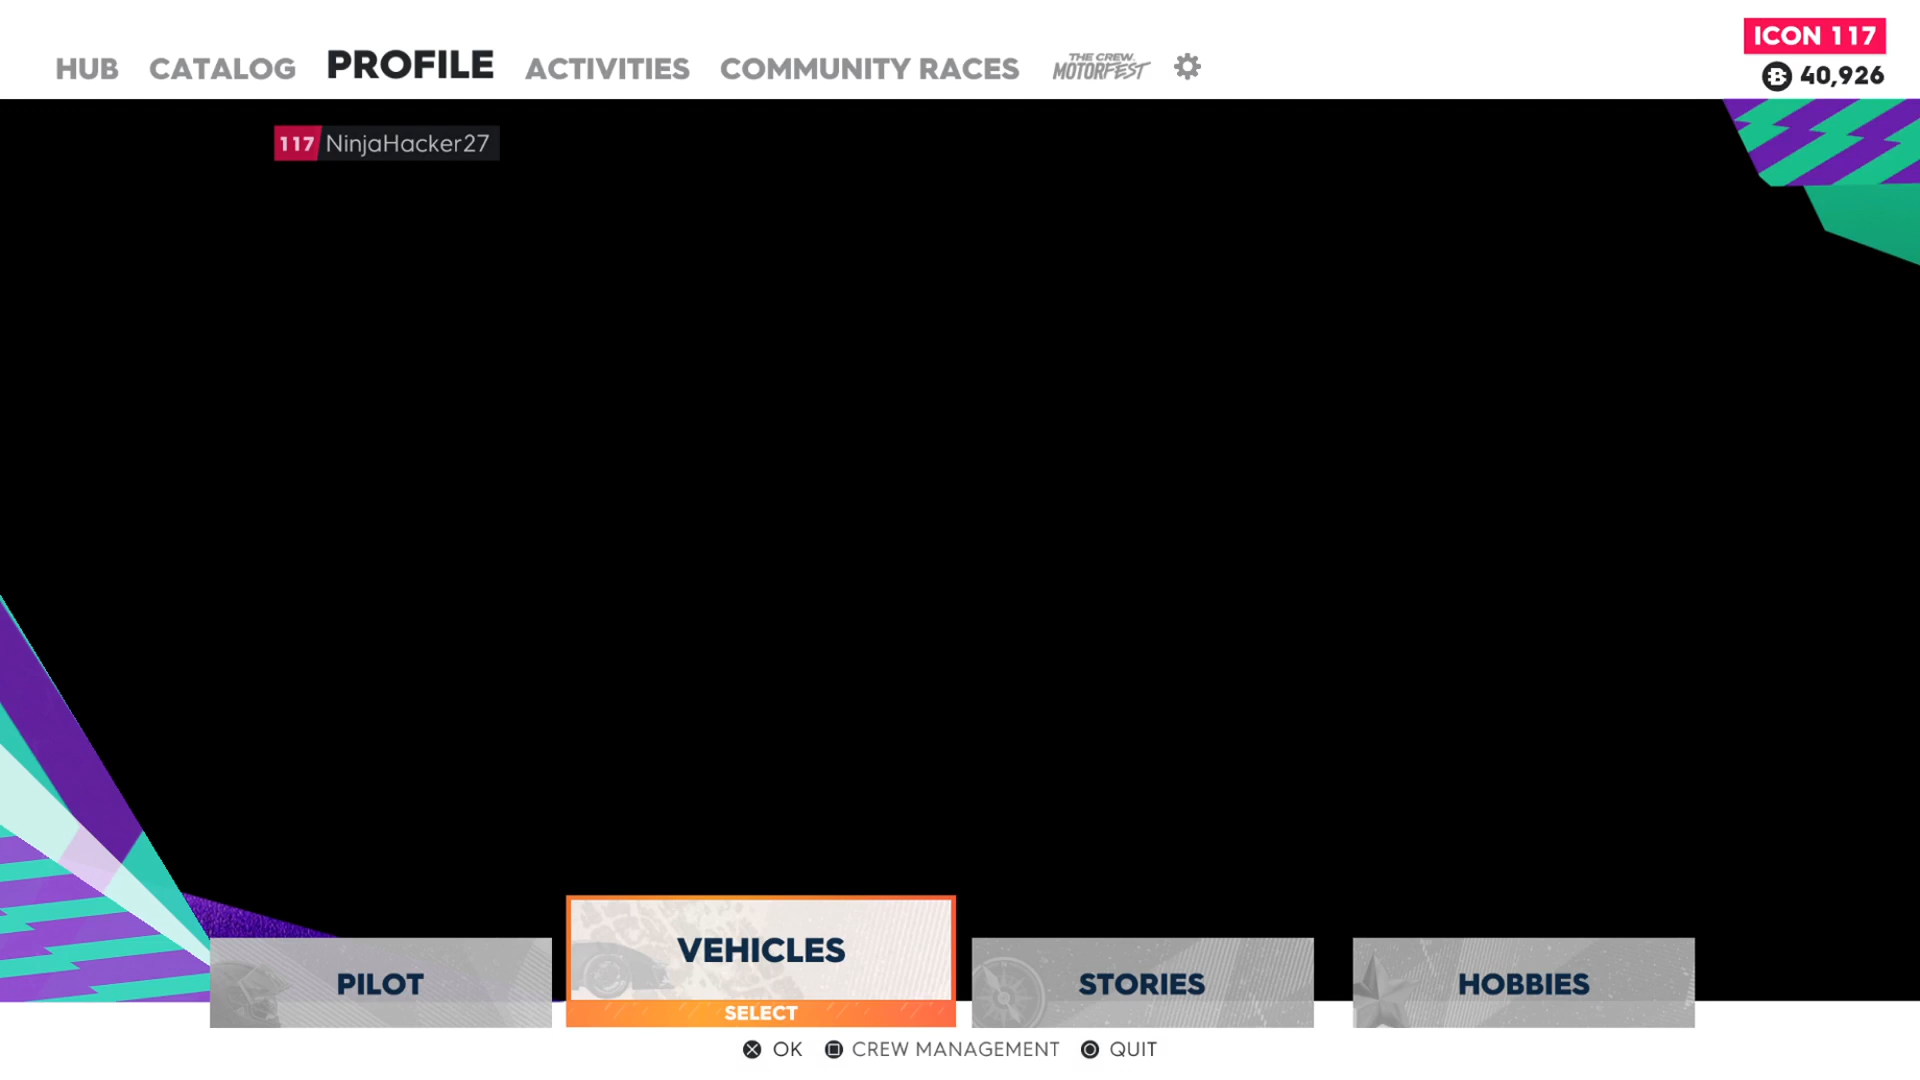 HUB CATALOG PROFILE ACTIVITIES COMMUNITY RACES THE CREW MOTORFEST
ICON 117
40,926
117 NinjaHacker27
PILOT
VEHICLES
SELECT
STORIES
HOBBIES
OK CREW MANAGEMENT QUIT